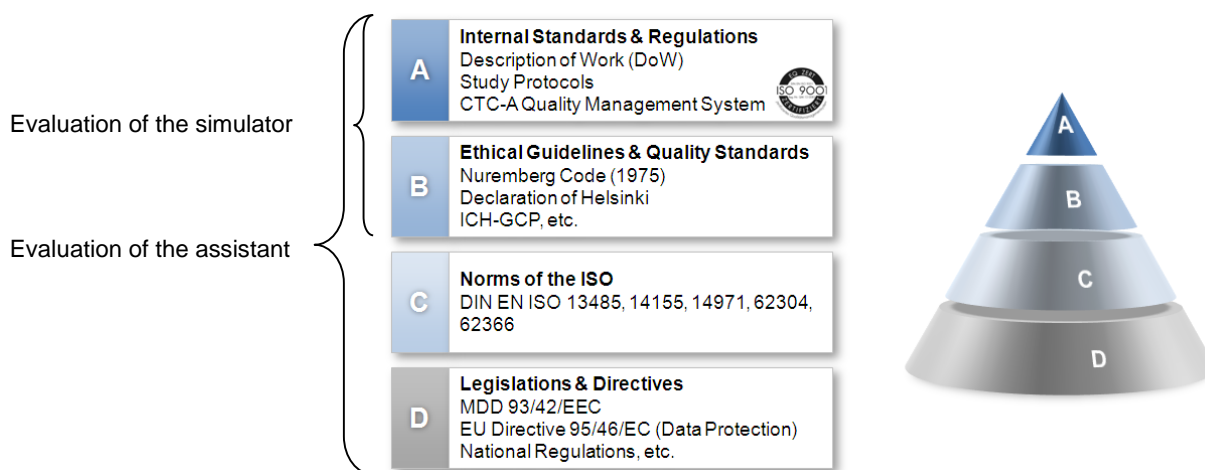 Evaluation of the simulator
Evaluation of the assistant
A
Internal Standards & Regulations
Description of Work (DoW)
Study Protocols
CTC-A Quality Management System
ISO 9001
B
Ethical Guidelines & Quality Standards
Nuremberg Code (1975)
Declaration of Helsinki
ICH-GCP, etc.
C
Norms of the ISO
DIN EN ISO 13485, 14155, 14971, 62304,
62366
D
Legislations & Directives
MDD 93/42/EEC
EU Directive 95/46/EC (Data Protection)
National Regulations, etc.
A
B
C
D